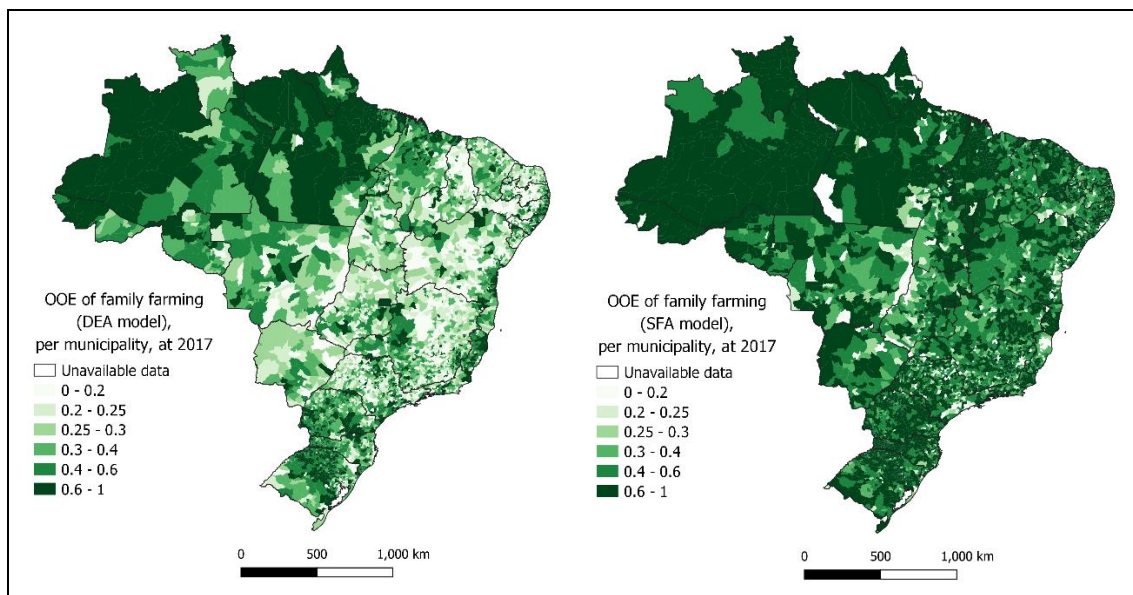 OOE of family farming
(DEA model),
per municipality, at 2017
Unavailable data
0 - 0.2
0.2 - 0.25
0.25 - 0.3
0.3 - 0.4
0.4 - 0.6
0.6 - 1
0 500 1,000 km
OOE of family farming
(SFA model),
per municipality, at 2017
Unavailable data
0 - 0.2
0.2 - 0.25
0.25 - 0.3
0.3 - 0.4
0.4 - 0.6
0.6 - 1
0 500 1,000 km